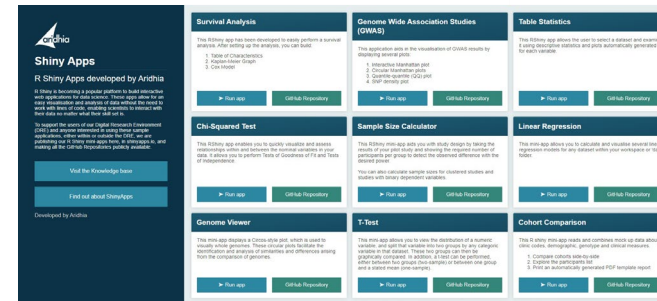 aridhia
Shiny Apps
R Shiny Apps developed by Aridhia
R Shiny is becoming a popular platform to build interactive
web applications for data science. These apps allow for an
easy visualisation and analysis of data without the need to
work with lines of code, enabling scientists to interact with
their data no matter what their skill set is.
To support the users of our Digital Research Environment
(DRE) and anyone interested in using these sample
applications, either within or outside the DRE, we are
publishing our R Shiny mini apps here, in shinyapps.io, and
making all the GitHub Repositories publicly available.
Visit the Knowledge base
Find out about ShinyApps
Developed by Aridhia
Survival Analysis
This RShiny app has been developed to easily perform a survival
analysis. After setting up the analysis, you can build:
1. Table of Characteristics
2. Kaplan-Meier Graph
3. Cox Model
► Run app
GitHub Repository
Genome Wide Association Studies
(GWAS)
This application aids in the visualisation of GWAS results by
displaying several plots:
1. Interactive Manhattan plot
2. Circular Manhattan plots
3. Quantile-quantile (QQ) plot
4. SNP density plot
► Run app
GitHub Repository
Table Statistics
This RShiny app allows the user to select a dataset and examin
it using descriptive statistics and plots automatically generated
for each variable.
► Run app
GitHub Repository
Chi-Squared Test
This RShiny app enables you to quickly visualize and assess
relationships within and between the nominal variables in your
data. It allows you to perform Tests of Goodness of Fit and Tests
of Independence.
► Run app
GitHub Repository
Sample Size Calculator
This RShiny mini-app aids you with study design by taking the
results of your pilot study and showing the required number of
participants per group to detect the observed difference with the
desired power.
You can also calculate sample sizes for clustered studies and
studies with binary dependent variables.
► Run app
GitHub Repository
Linear Regression
This mini-app allows you to calculate and visualise several line
regression models for any dataset within your workspace or 'da
folder.
► Run app
GitHub Repository
Genome Viewer
This mini-app displays a Circos-style plot, which is used to
visually whole genomes. These circular plots facilitate the
identification and analysis of similarities and differences arising
from the comparison of genomes.
► Run app
GitHub Repository
T-Test
This mini-app allows you to view the distribution of a numeric
variable, and split that variable into two groups by any categoric
variable in that dataset. These two groups can then be
graphically compared. In addition, a t-test can be performed,
either between two groups (two-sample) or between one group
and a stated mean (one-sample).
► Run app
GitHub Repository
Cohort Comparison
This R shiny mini-app reads and combines mock up data abou
clinic codes, demographic, genotype and clinical measures.
1. Compare cohorts side-by-side
2. Explore the participants list
3. Print an automatically generated PDF template report
► Run app
GitHub Repository